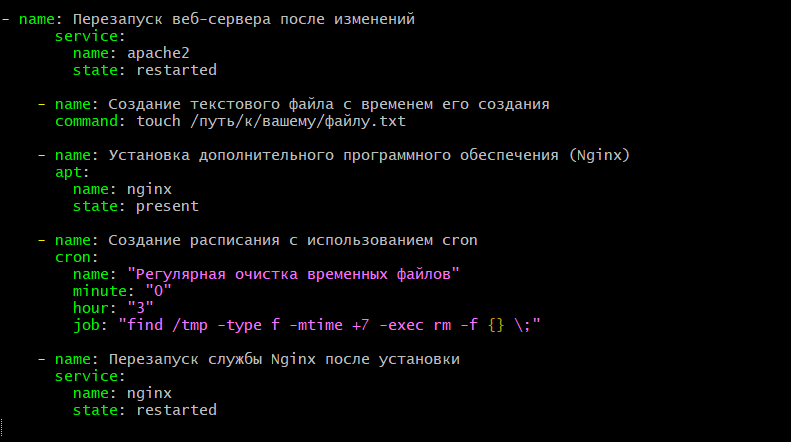 - name: Перезапуск веб-сервера после изменений
      service:
        name: apache2
        state: restarted

    - name: Создание текстового файла с временем его создания
      command: touch /путь/к/вашему/файлу.txt

    - name: Установка дополнительного программного обеспечения (Nginx)
      apt:
        name: nginx
        state: present

    - name: Создание расписания с использованием cron
      cron:
        name: "Регулярная очистка временных файлов"
        minute: "0"
        hour: "3"
        job: "find /tmp -type f -mtime +7 -exec rm -f {} \;"

    - name: Перезапуск службы Nginx после установки
      service:
        name: nginx
        state: restarted